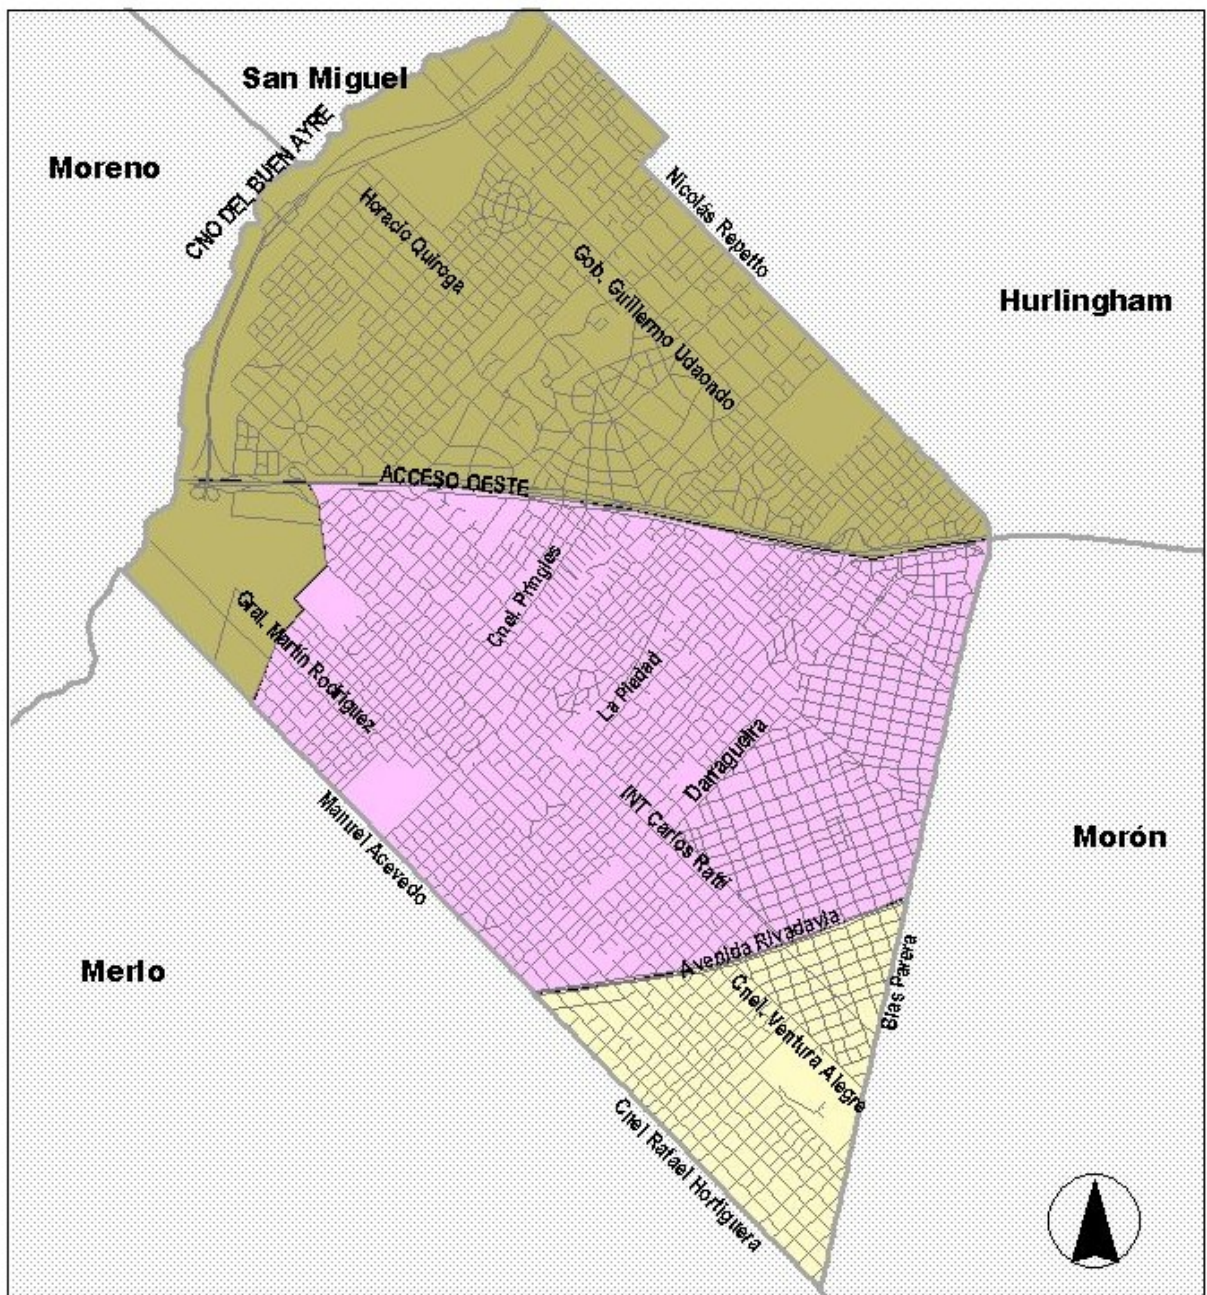 San Miguel
Moreno
CNO DEL BUEN AYRE
Nicolás Repetto
Horacio Quiroga
Gob. Guillermo Udaondo
Hurlingham
ACCESO OESTE
Cnel. Pringles
Gral. Martín Rodríguez
La Piedad
Darragueira
INT Carlos Ratti
Manuel Acevedo
Morón
Avenida Rivadavia
Merlo
Blas Parera
Cnel. Ventura Alegre
Cnel Rafael Hortiguera